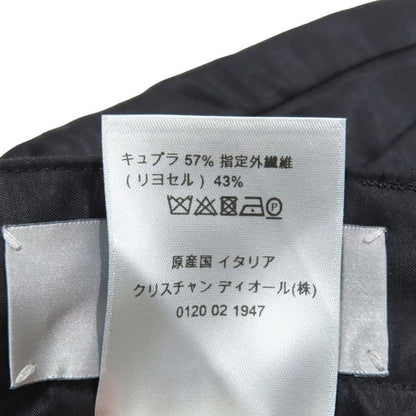 キュプラ 57% 指定外繊維
(リヨセル) 43%
P
原産国 イタリア
クリスチャン ディオール(株)
0120 02 1947